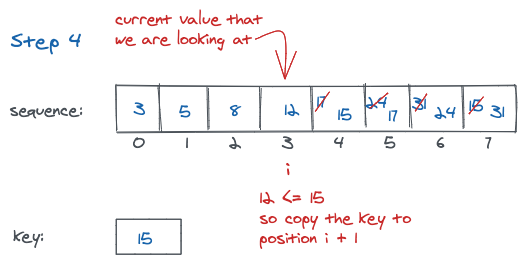 current value that
we are looking at
Step 4
sequence: 3 5 8 12 17 15 24 17 31 24 15 31
0 1 2 3 4 5 6 7
i
12 <= 15
so copy the key to
position i + 1
key: 15